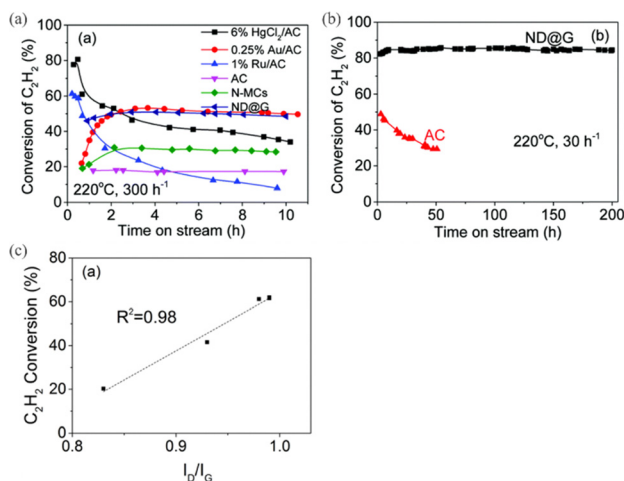 (a)
(a)
6% HgCl₂/AC
0.25% Au/AC
1% Ru/AC
AC
N-MCs
ND@G
220°C, 300 h⁻¹
Conversion of C₂H₂ (%)
100
80
60
40
20
0
0 2 4 6 8 10
Time on stream (h)
(b)
(b)
ND@G
AC
220°C, 30 h⁻¹
Conversion of C₂H₂ (%)
100
80
60
40
20
0
0 50 100 150 200
Time on stream (h)
(c)
(a)
R²=0.98
C₂H₂ Conversion (%)
80
60
40
20
0
0.8 0.9 1.0
I_D/I_G